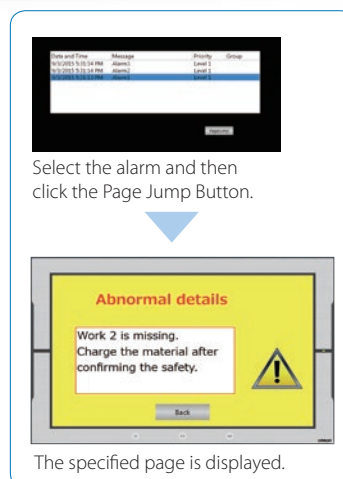 Date and Time Message Priority Group
9/3/2015 5:31:14 PM Alarm3 Level 1
9/3/2015 5:31:14 PM Alarm2 Level 1
Select the alarm and then
click the Page Jump Button.
Abnormal details
Work 2 is missing.
Charge the material after
confirming the safety.
Back
The specified page is displayed.